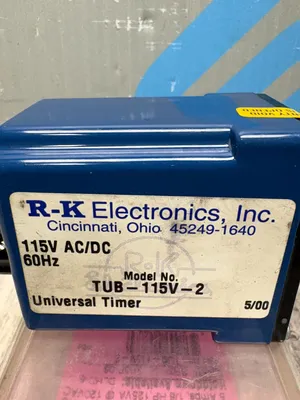 R-K Electronics, Inc.
Cincinnati, Ohio 45249-1640
115V AC/DC
60Hz
Model No.
TUB-115V-2
Universal Timer 5/00